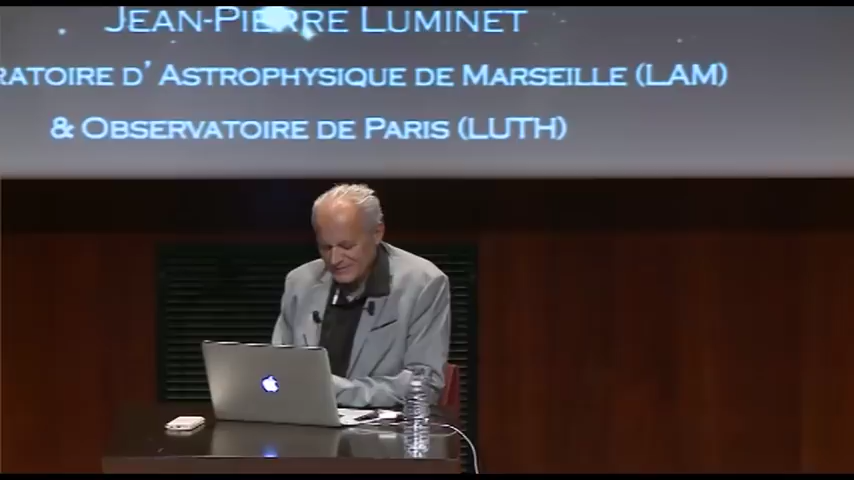 JEAN-PIERRE LUMINET
RATOIRE D'ASTROPHYSIQUE DE MARSEILLE (LAM)
& OBSERVATOIRE DE PARIS (LUTH)